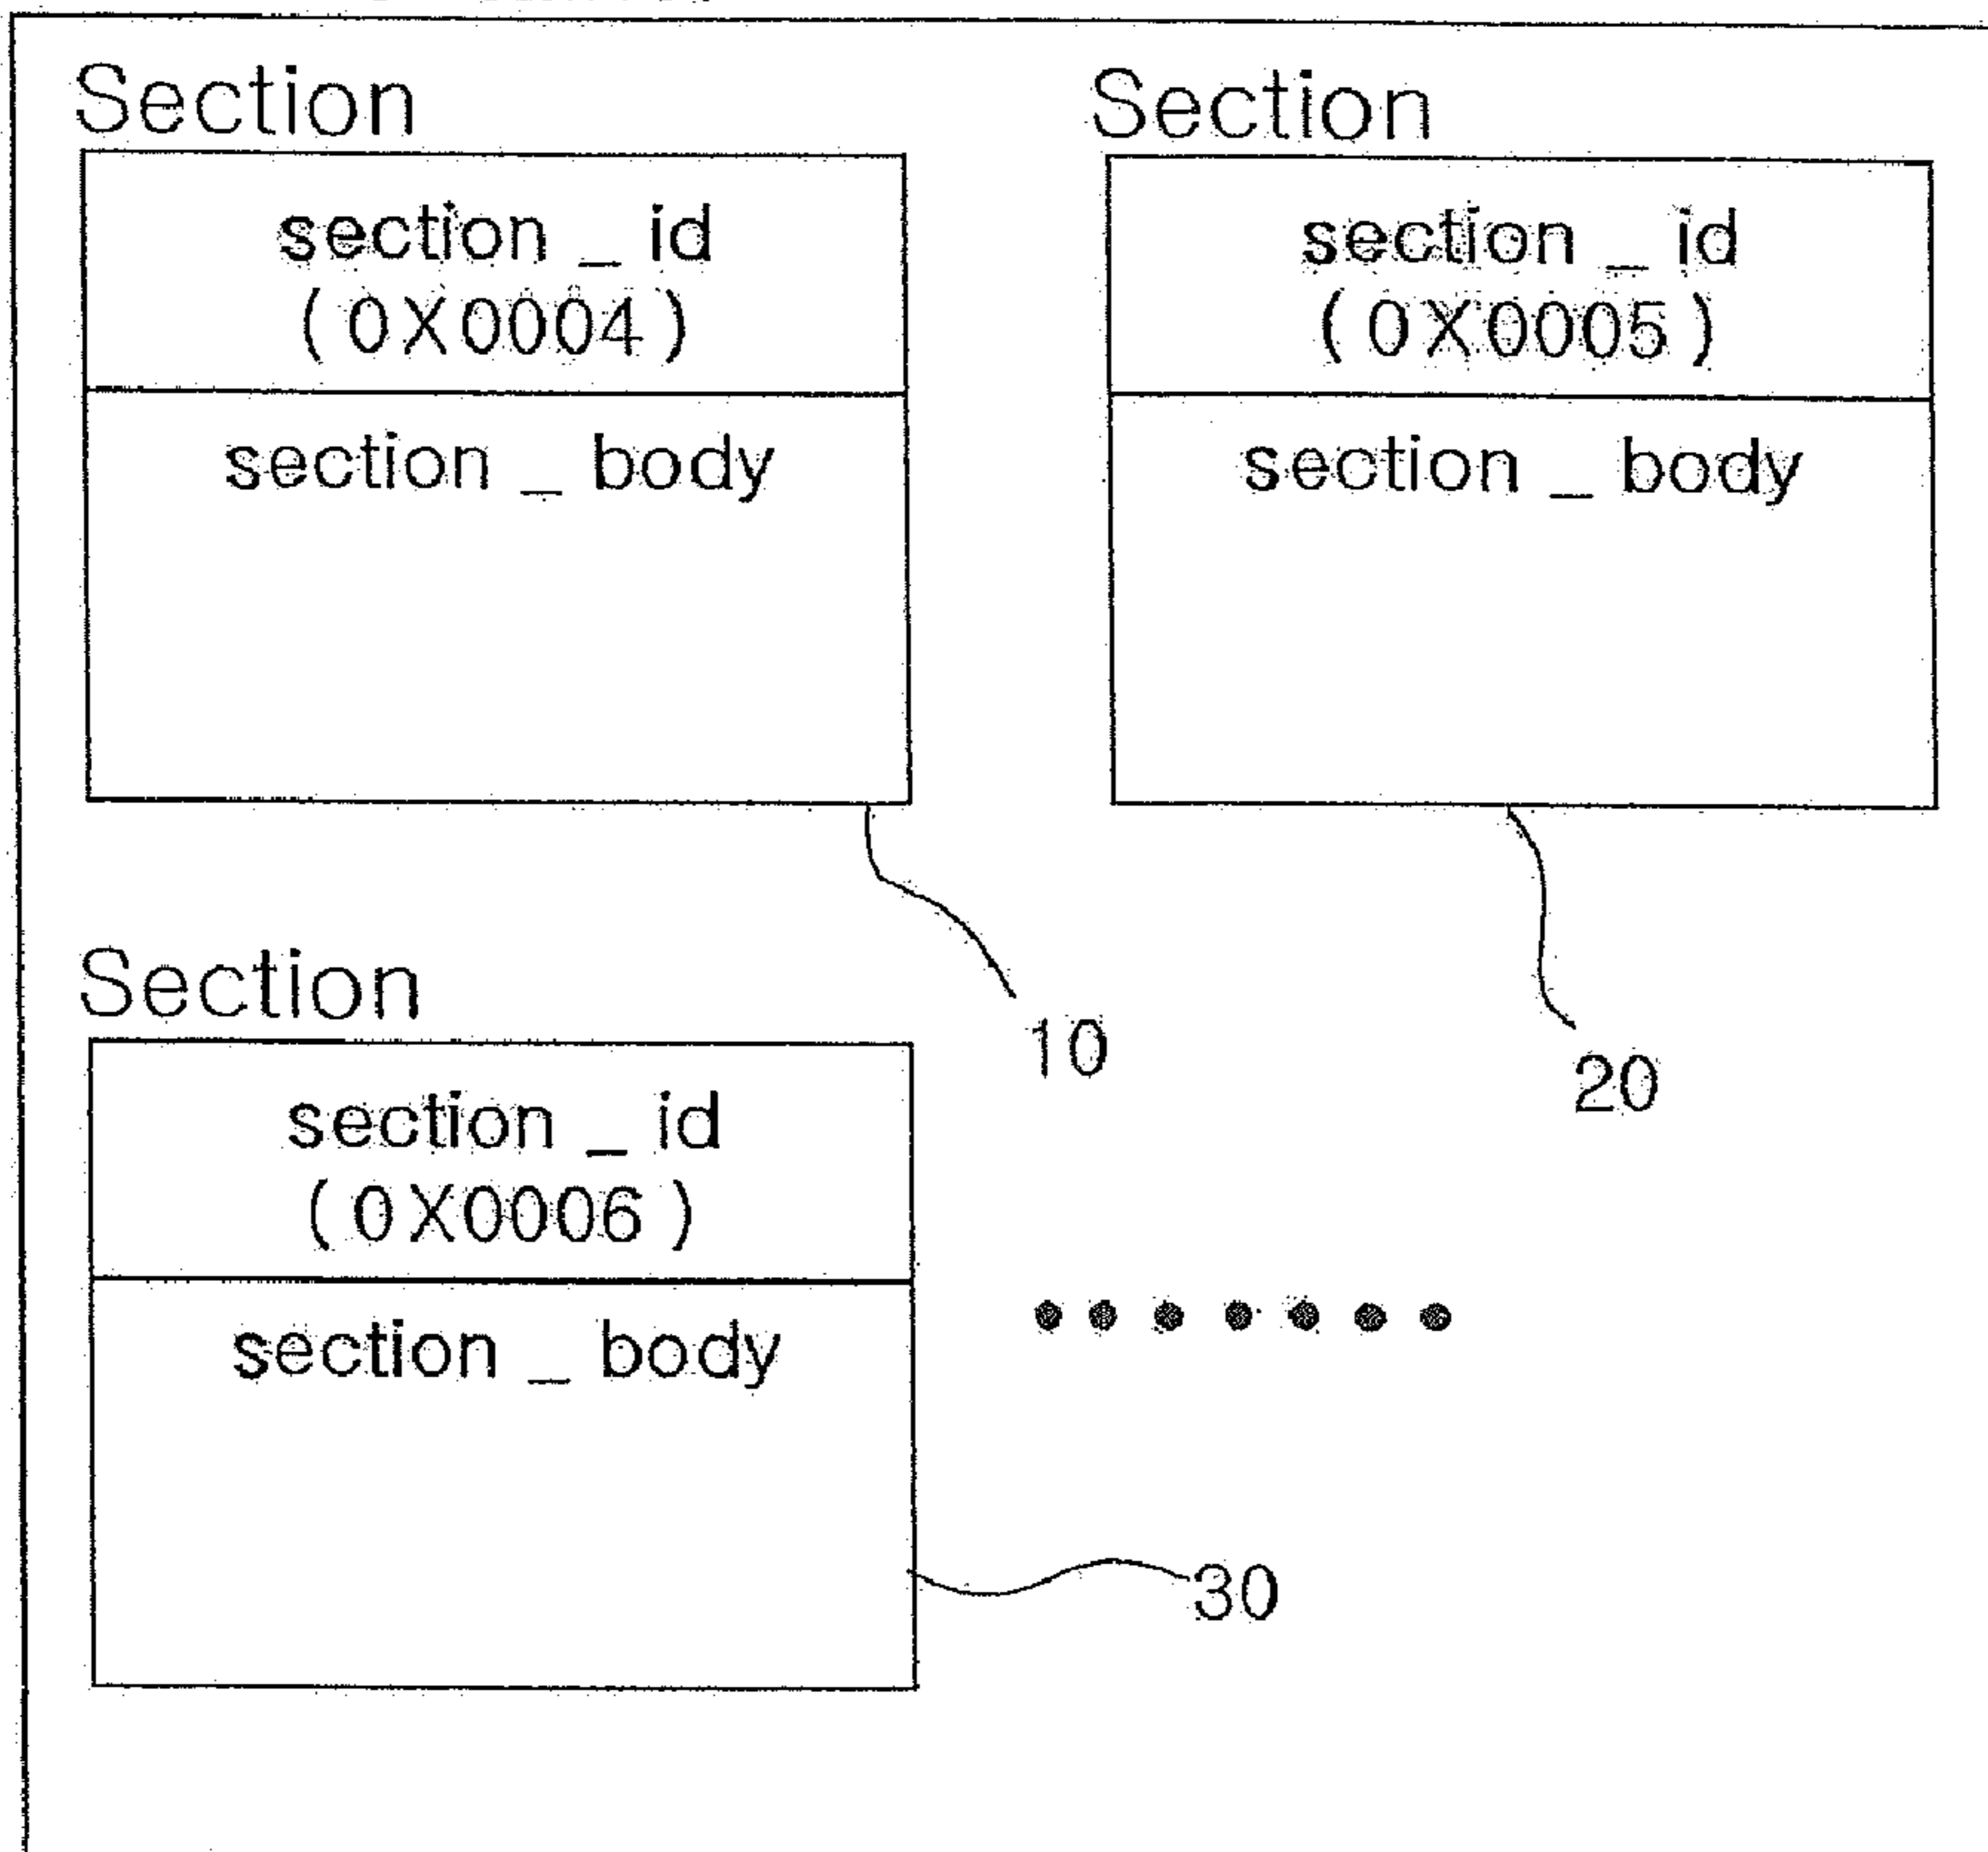 Section
section _ id
(0X0004)
section _ body
10
Section
section _ id
(0X0005)
section _ body
20
Section
section _ id
(0X0006)
section _ body
30